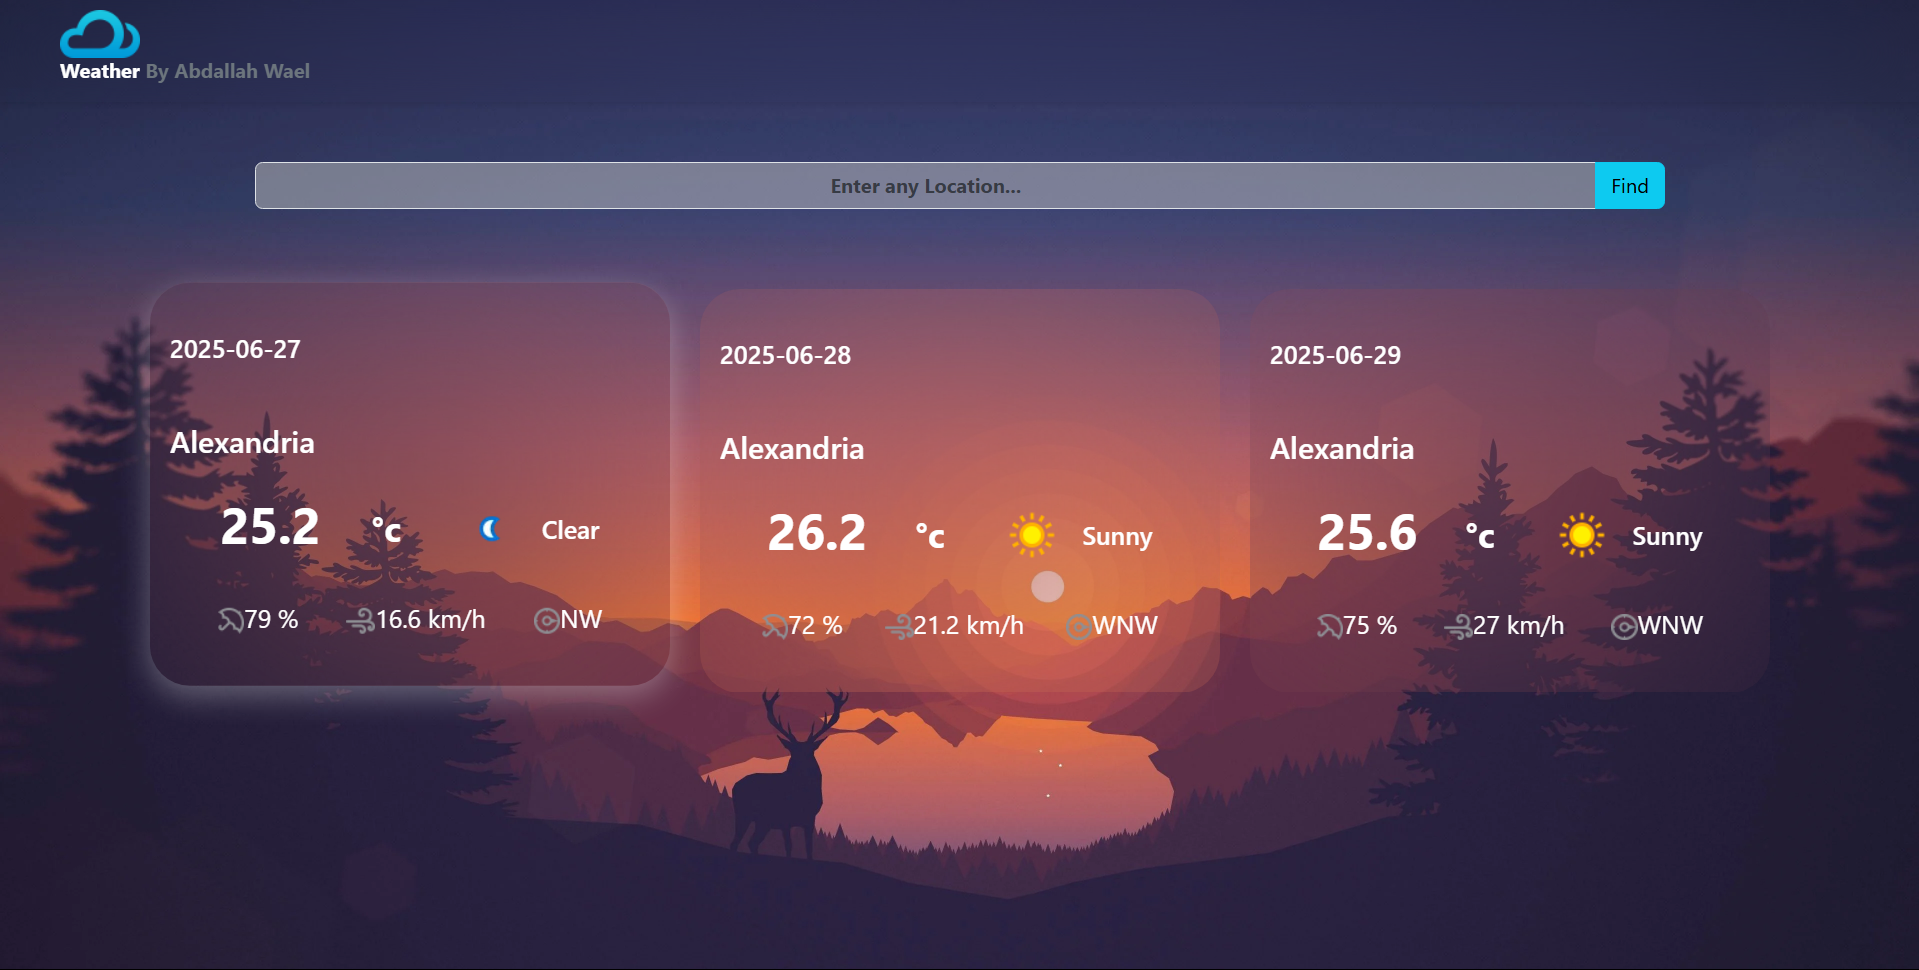 Weather By Abdallah Wael
Enter any Location...
Find
2025-06-27
Alexandria
25.2 °c Clear
79 % 16.6 km/h NW
2025-06-28
Alexandria
26.2 °c Sunny
72 % 21.2 km/h WNW
2025-06-29
Alexandria
25.6 °c Sunny
75 % 27 km/h WNW